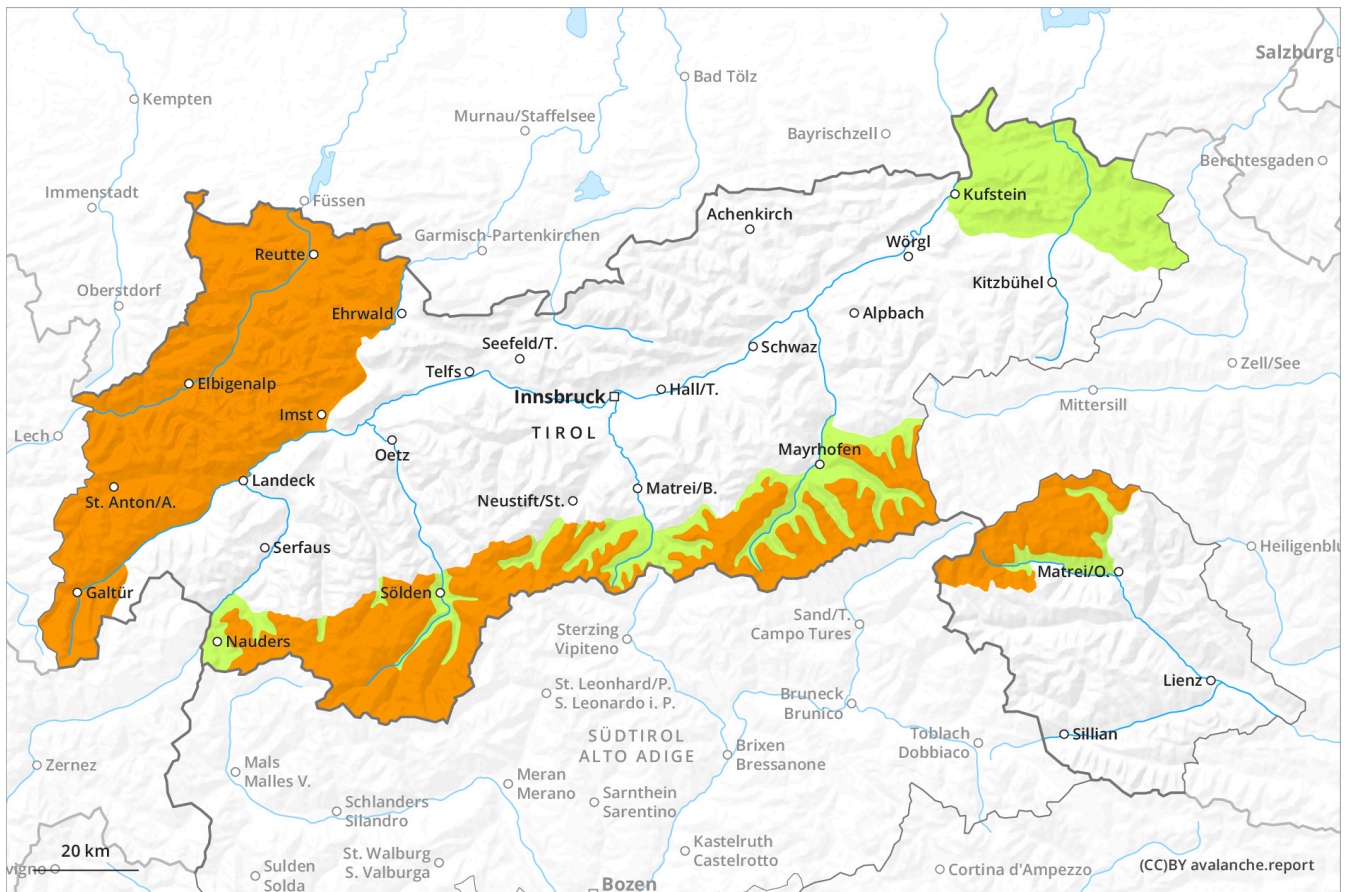 Salzburg
Bad Tölz
Kempten
Murnau/Staffelsee
Bayrischzell
Berchtesgaden
Immenstadt
Füssen
Kufstein
Achenkirch
Garmisch-Partenkirchen
Wörgl
Reutte
Kitzbühel
Oberstdorf
Ehrwald
Alpbach
Seefeld/T.
Schwaz
Zell/See
Telfs
Elbigenalp
Hall/T.
Innsbruck
Mittersill
Imst
TIROL
Lech
Oetz
Mayrhofen
Landeck
Matrei/B.
St. Anton/A.
Neustift/St.
Serfaus
Matrei/O.
Galtür
Sölden
Sand/T.
Campo Tures
Sterzing
Vipiteno
Nauders
Lienz
St. Leonhard/P.
S. Leonardo i. P.
Bruneck
Brunico
SÜDTIROL
ALTO ADIGE
Toblach
Dobbiaco
Sillian
Brixen
Bressanone
Zernez
Mals
Malles V.
Meran
Merano
Sarnthein
Sarentino
Schlanders
Silandro
Kastelruth
Castelrotto
20 km
St. Walburg
S. Valburga
Sulden
Solda
Cortina d'Ampezzo
(CC)BY avalanche.report
Bozen